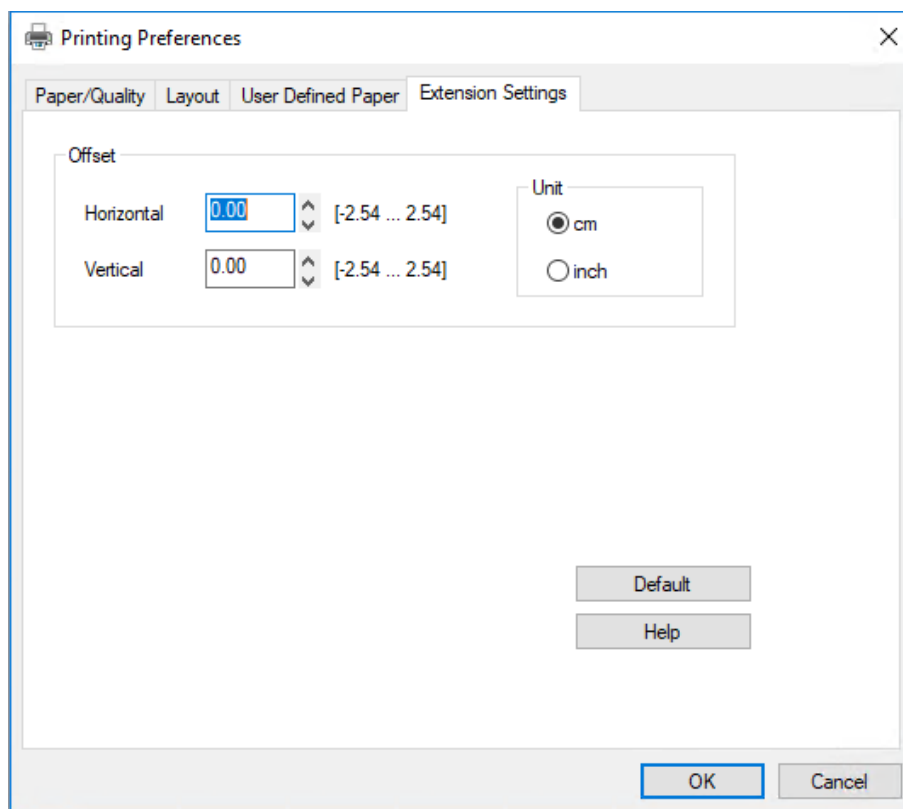 Printing Preferences
Paper/Quality Layout User Defined Paper Extension Settings
Offset
Unit
Horizontal 0.00 [-2.54 ... 2.54]
cm
Vertical 0.00 [-2.54 ... 2.54]
inch
Default
Help
OK Cancel